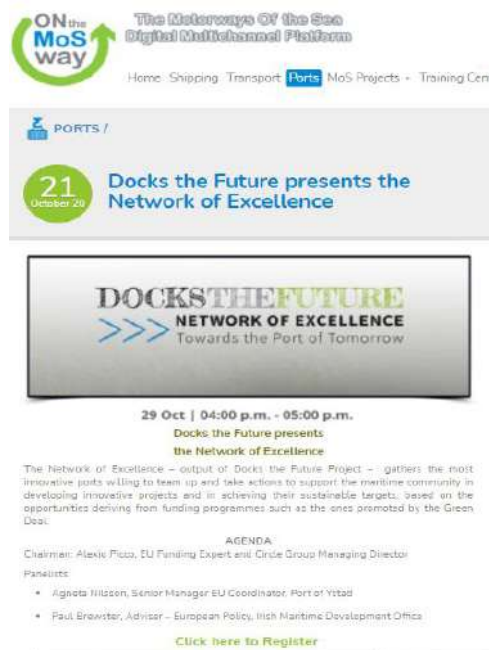 ON the
MoS
way
The Motorways Of the Sea
Digital Multichannel Platform
Home Shipping Transport Ports MoS Projects Training Cen
PORTS /
21
October 20
Docks the Future presents the
Network of Excellence
DOCKSTHEFUTURE
>>> NETWORK OF EXCELLENCE
Towards the Port of Tomorrow
29 Oct | 04:00 p.m. - 05:00 p.m.
Docks the Future presents
the Network of Excellence
The Network of Excellence – output of Docks the Future Project – gathers the most
innovative ports willing to team up and take actions to support the maritime community in
developing innovative projects and in achieving their sustainable targets, based on the
opportunities deriving from funding programmes such as the ones promoted by the Green
Deal.
AGENDA
Chairman: Alexio Picco, EU Funding Expert and Circle Group Managing Director
Panelists:
• Agneta Nilsson, Senior Manager EU Coordinator, Port of Ystad
• Paul Brewster, Adviser – European Policy, Irish Maritime Development Office
Click here to Register